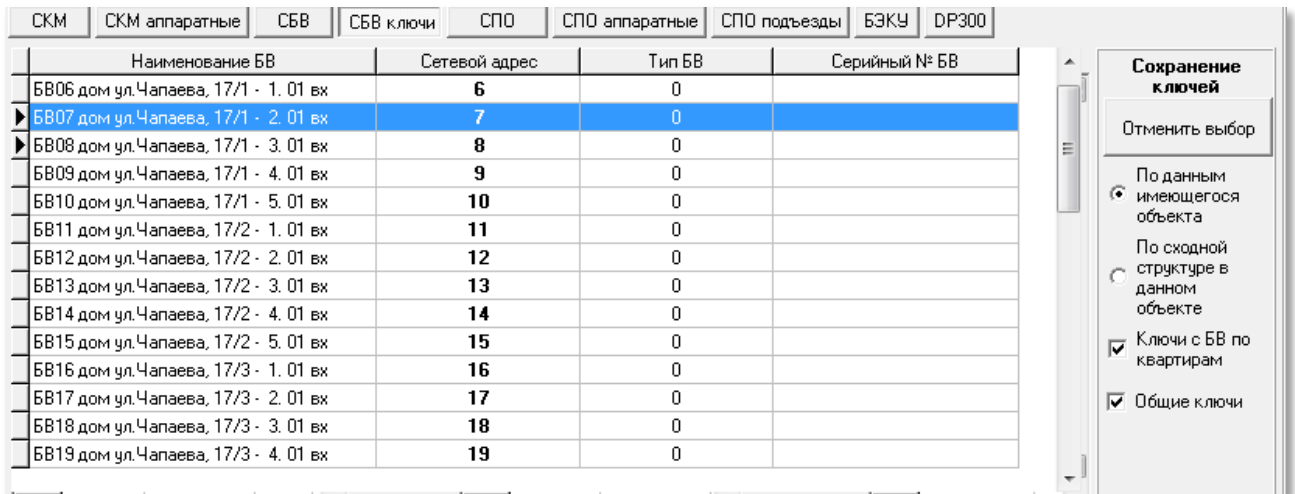 СКМ СКМ аппаратные СБВ СБВ ключи СПО СПО аппаратные СПО подъезды БЭКУ DP300
Наименование БВ Сетевой адрес Тип БВ Серийный № БВ
БВ06 дом ул.Чапаева, 17/1 - 1. 01 вх 6 0
БВ07 дом ул.Чапаева, 17/1 - 2. 01 вх 7 0
БВ08 дом ул.Чапаева, 17/1 - 3. 01 вх 8 0
БВ09 дом ул.Чапаева, 17/1 - 4. 01 вх 9 0
БВ10 дом ул.Чапаева, 17/1 - 5. 01 вх 10 0
БВ11 дом ул.Чапаева, 17/2 - 1. 01 вх 11 0
БВ12 дом ул.Чапаева, 17/2 - 2. 01 вх 12 0
БВ13 дом ул.Чапаева, 17/2 - 3. 01 вх 13 0
БВ14 дом ул.Чапаева, 17/2 - 4. 01 вх 14 0
БВ15 дом ул.Чапаева, 17/2 - 5. 01 вх 15 0
БВ16 дом ул.Чапаева, 17/3 - 1. 01 вх 16 0
БВ17 дом ул.Чапаева, 17/3 - 2. 01 вх 17 0
БВ18 дом ул.Чапаева, 17/3 - 3. 01 вх 18 0
БВ19 дом ул.Чапаева, 17/3 - 4. 01 вх 19 0
Сохранение
ключей
Отменить выбор
По данным
имеющегося
объекта
По сходной
структуре в
данном
объекте
Ключи с БВ по
квартирам
Общие ключи